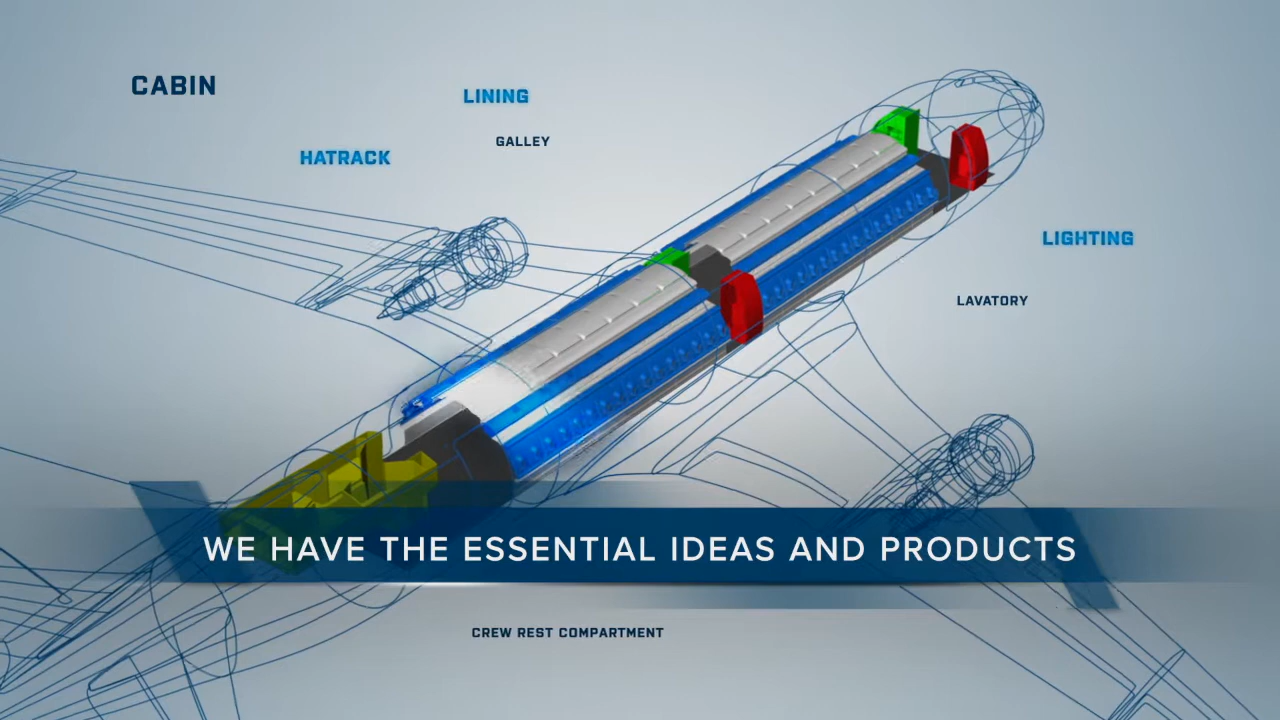 CABIN
LINING
GALLEY
HATRACK
LIGHTING
LAVATORY
WE HAVE THE ESSENTIAL IDEAS AND PRODUCTS
CREW REST COMPARTMENT